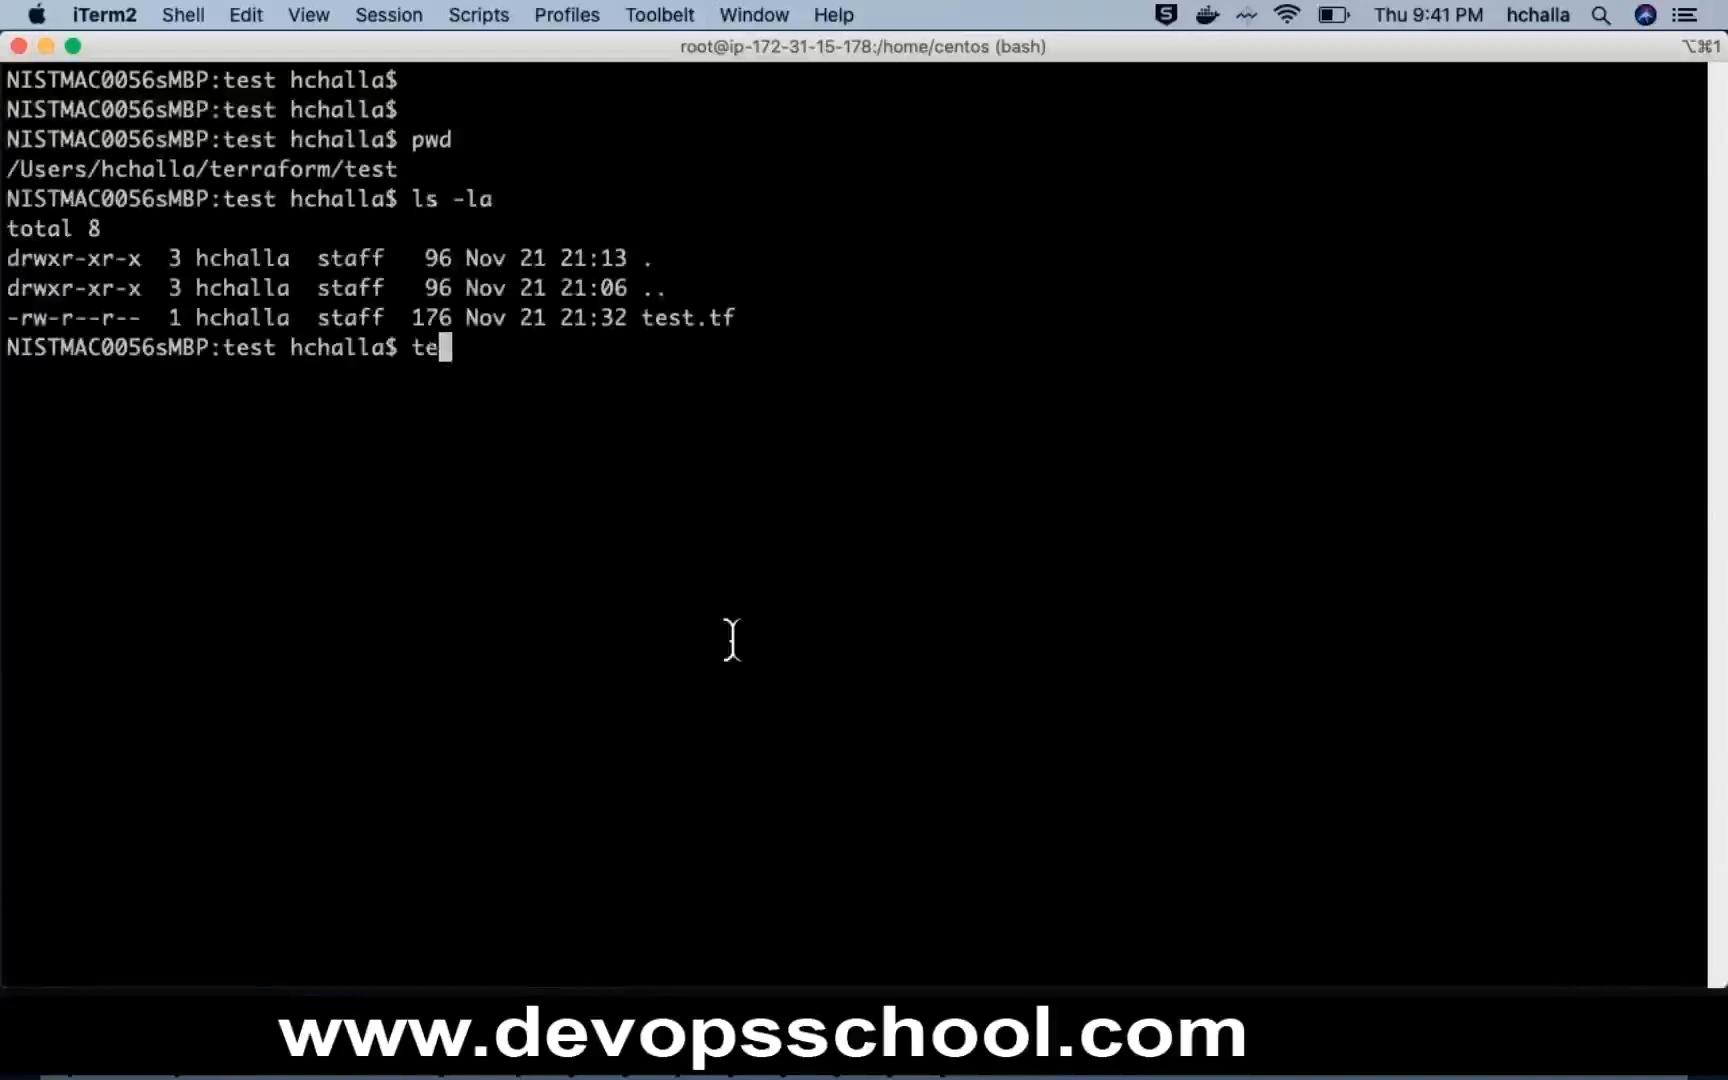 iTerm2 Shell Edit View Session Scripts Profiles Toolbelt Window Help Thu 9:41 PM hchalla
root@ip-172-31-15-178:/home/centos (bash) ⌥⌘1
NISTMAC0056sMBP:test hchalla$
NISTMAC0056sMBP:test hchalla$
NISTMAC0056sMBP:test hchalla$ pwd
/Users/hchalla/terraform/test
NISTMAC0056sMBP:test hchalla$ ls -la
total 8
drwxr-xr-x 3 hchalla staff 96 Nov 21 21:13 .
drwxr-xr-x 3 hchalla staff 96 Nov 21 21:06 ..
-rw-r--r-- 1 hchalla staff 176 Nov 21 21:32 test.tf
NISTMAC0056sMBP:test hchalla$ te
www.devopsschool.com